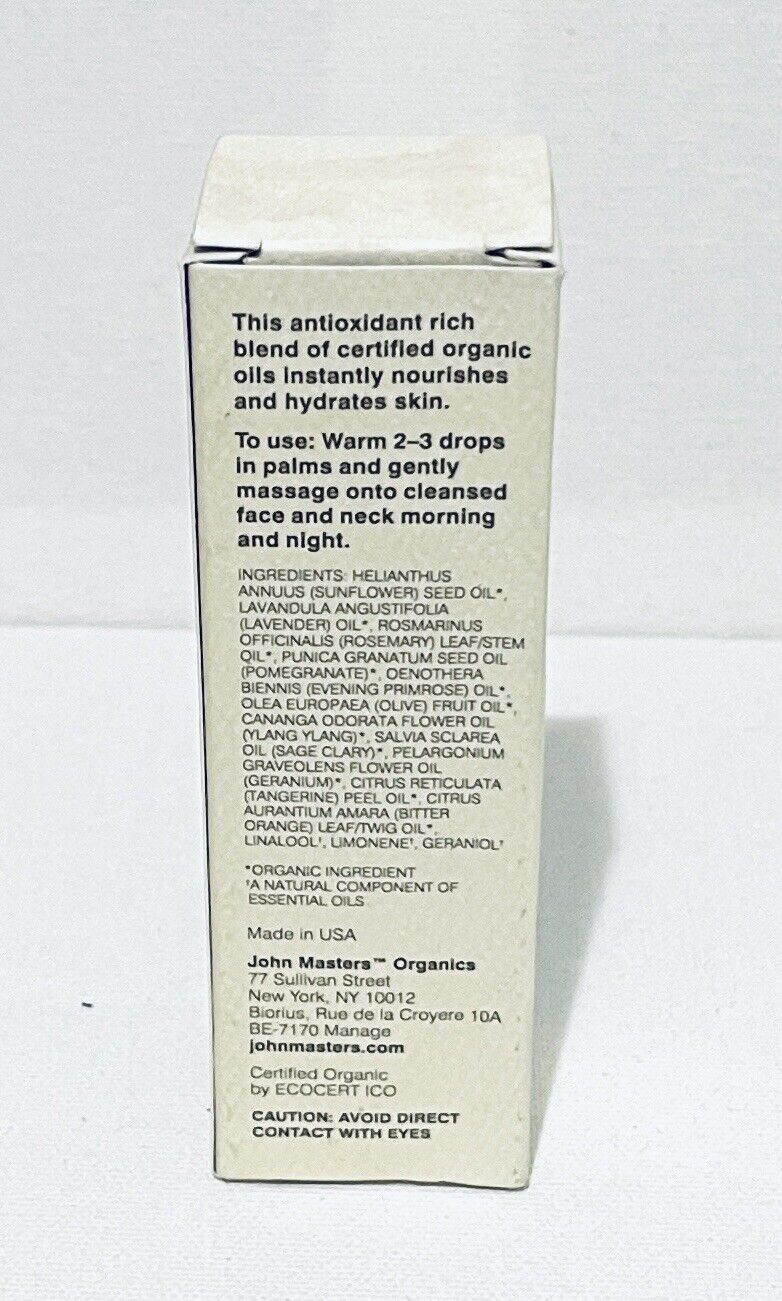 This antioxidant rich
blend of certified organic
oils instantly nourishes
and hydrates skin.
To use: Warm 2–3 drops
in palms and gently
massage onto cleansed
face and neck morning
and night.
INGREDIENTS: HELIANTHUS
ANNUUS (SUNFLOWER) SEED OIL*,
LAVANDULA ANGUSTIFOLIA
(LAVENDER) OIL*, ROSMARINUS
OFFICINALIS (ROSEMARY) LEAF/STEM
OIL*, PUNICA GRANATUM SEED OIL
(POMEGRANATE)*, OENOTHERA
BIENNIS (EVENING PRIMROSE) OIL*,
OLEA EUROPAEA (OLIVE) FRUIT OIL*,
CANANGA ODORATA FLOWER OIL
(YLANG YLANG)*, SALVIA SCLAREA
OIL (SAGE CLARY)*, PELARGONIUM
GRAVEOLENS FLOWER OIL
(GERANIUM)*, CITRUS RETICULATA
(TANGERINE) PEEL OIL*, CITRUS
AURANTIUM AMARA (BITTER
ORANGE) LEAF/TWIG OIL*,
LINALOOL†, LIMONENE†, GERANIOL†
*ORGANIC INGREDIENT
†A NATURAL COMPONENT OF
ESSENTIAL OILS
Made in USA
John Masters™ Organics
77 Sullivan Street
New York, NY 10012
Biorius, Rue de la Croyere 10A
BE-7170 Manage
johnmasters.com
Certified Organic
by ECOCERT ICO
CAUTION: AVOID DIRECT
CONTACT WITH EYES